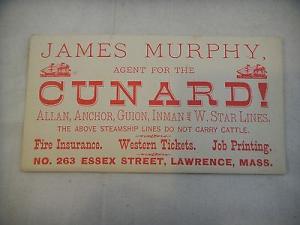 JAMES MURPHY,
AGENT FOR THE
CUNARD!
ALLAN, ANCHOR, GUION, INMAN AND W. STAR LINES.
THE ABOVE STEAMSHIP LINES DO NOT CARRY CATTLE.
Fire Insurance. Western Tickets. Job Printing.
NO. 263 ESSEX STREET, LAWRENCE, MASS.